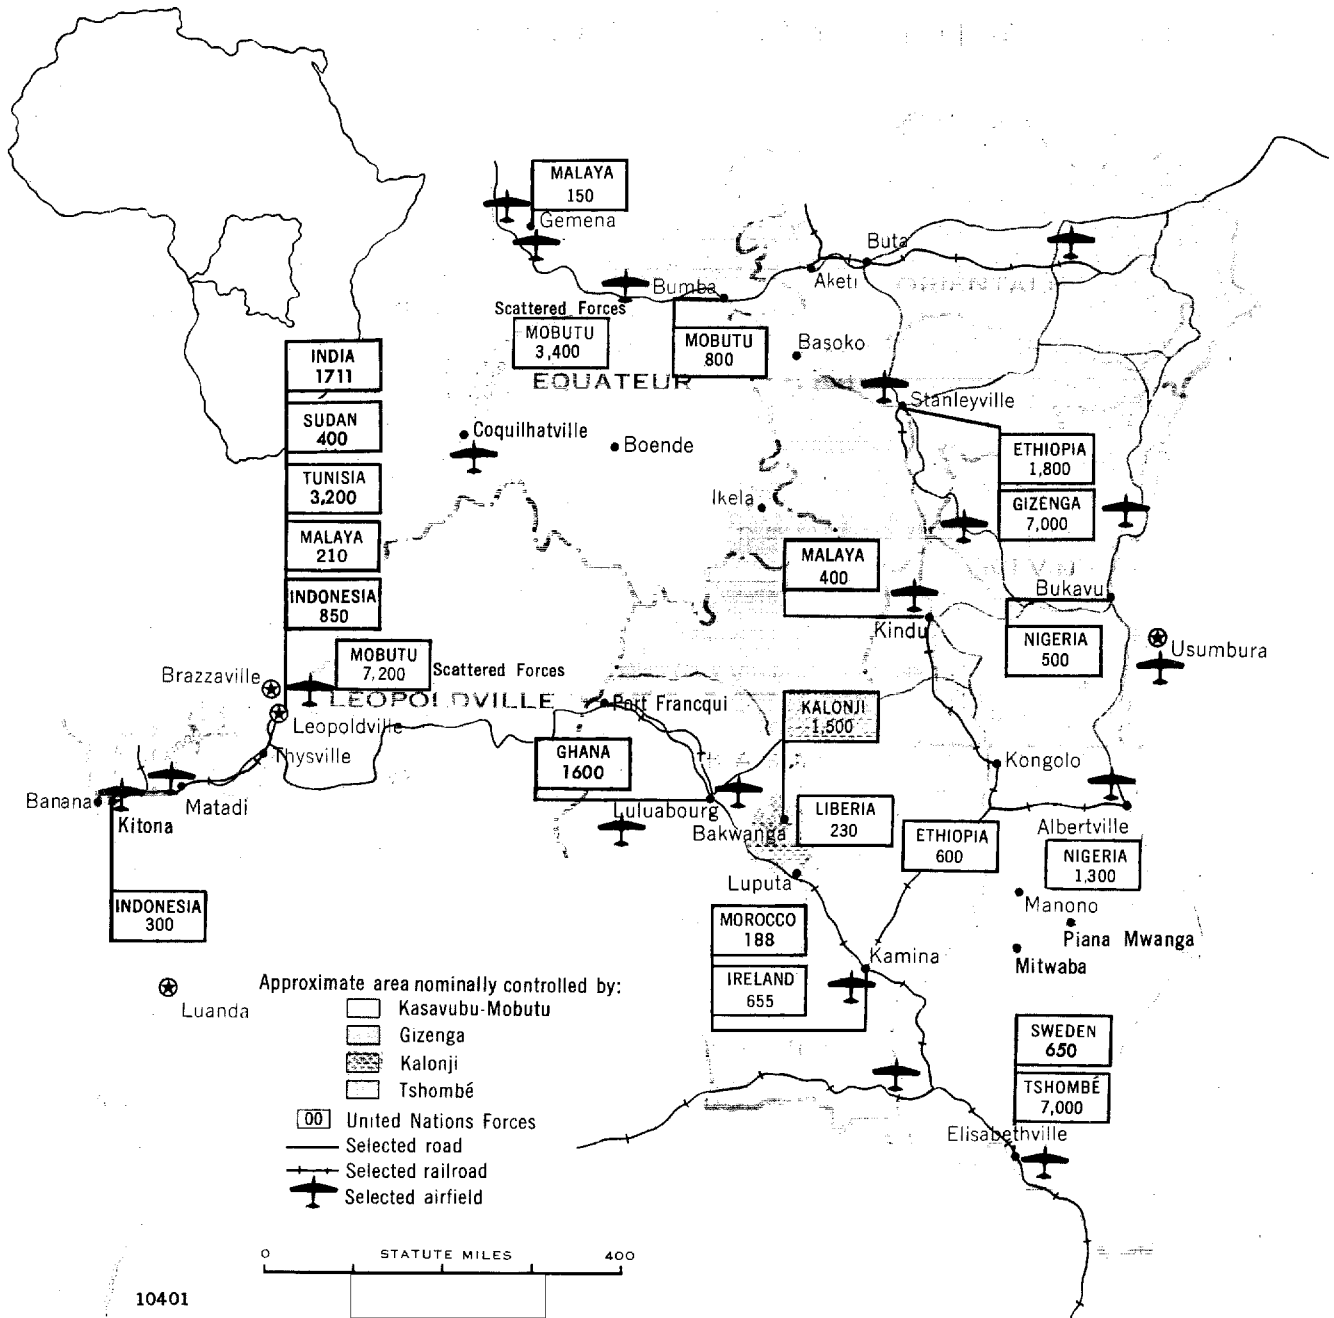 MALAYA
150
Gemena
Buta
Aketi
Bumba
ORIENTALE
Scattered Forces
MOBUTU
3,400
MOBUTU
800
Basoko
EQUATEUR
INDIA
1711
SUDAN
400
TUNISIA
3,200
MALAYA
210
INDONESIA
850
Stanleyville
Coquilhatville
Boende
Ikela
ETHIOPIA
1,800
GIZENGA
7,000
MALAYA
400
Bukavu
Kindu
NIGERIA
500
Usumbura
MOBUTU
7,200
Scattered Forces
Brazzaville
LEOPOLDVILLE
Leopoldville
Thysville
Port Francqui
KALONJI
1,500
GHANA
1600
Kongolo
Banana
Kitona
Matadi
Luluabourg
Bakwanga
LIBERIA
230
ETHIOPIA
600
Albertville
NIGERIA
1,300
Luputa
Manono
Piana Mwanga
Mitwaba
INDONESIA
300
MOROCCO
188
IRELAND
655
Kamina
Luanda
SWEDEN
650
TSHOMBÉ
7,000
Elisabethville
Approximate area nominally controlled by:
Kasavubu-Mobutu
Gizenga
Kalonji
Tshombé
00 United Nations Forces
Selected road
Selected railroad
Selected airfield
0 STATUTE MILES 400
10401